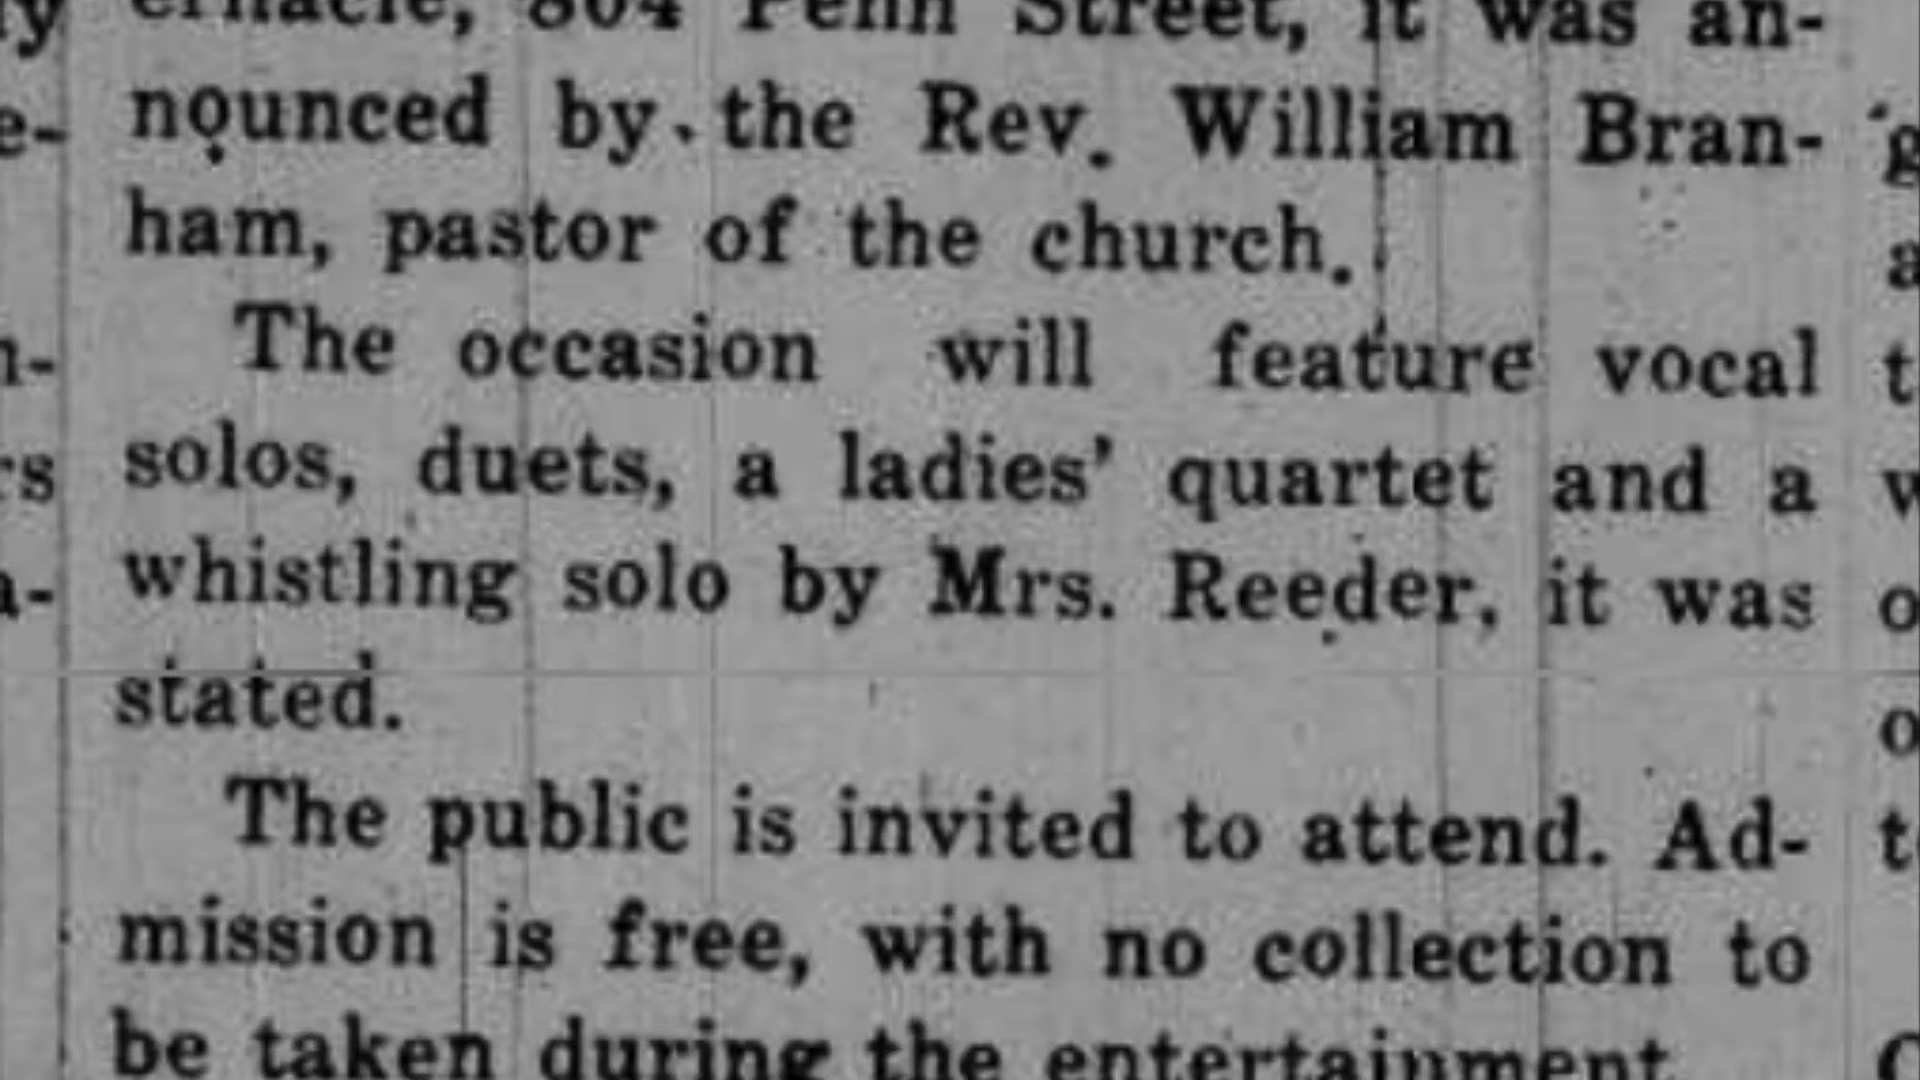 ernacle, 804 Penn Street, it was an-
nounced by the Rev. William Bran-
ham, pastor of the church.
The occasion will feature vocal
solos, duets, a ladies' quartet and a
whistling solo by Mrs. Reeder, it was
stated.
The public is invited to attend. Ad-
mission is free, with no collection to
be taken during the entertainment